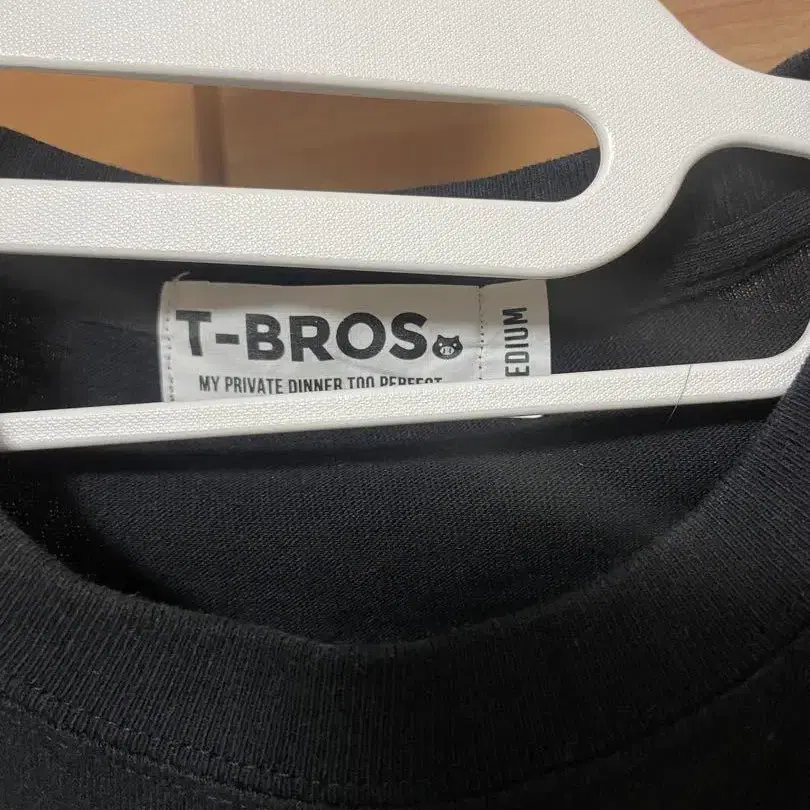 T-BROS
MY PRIVATE DINNER TOO PERFECT
EDIUM